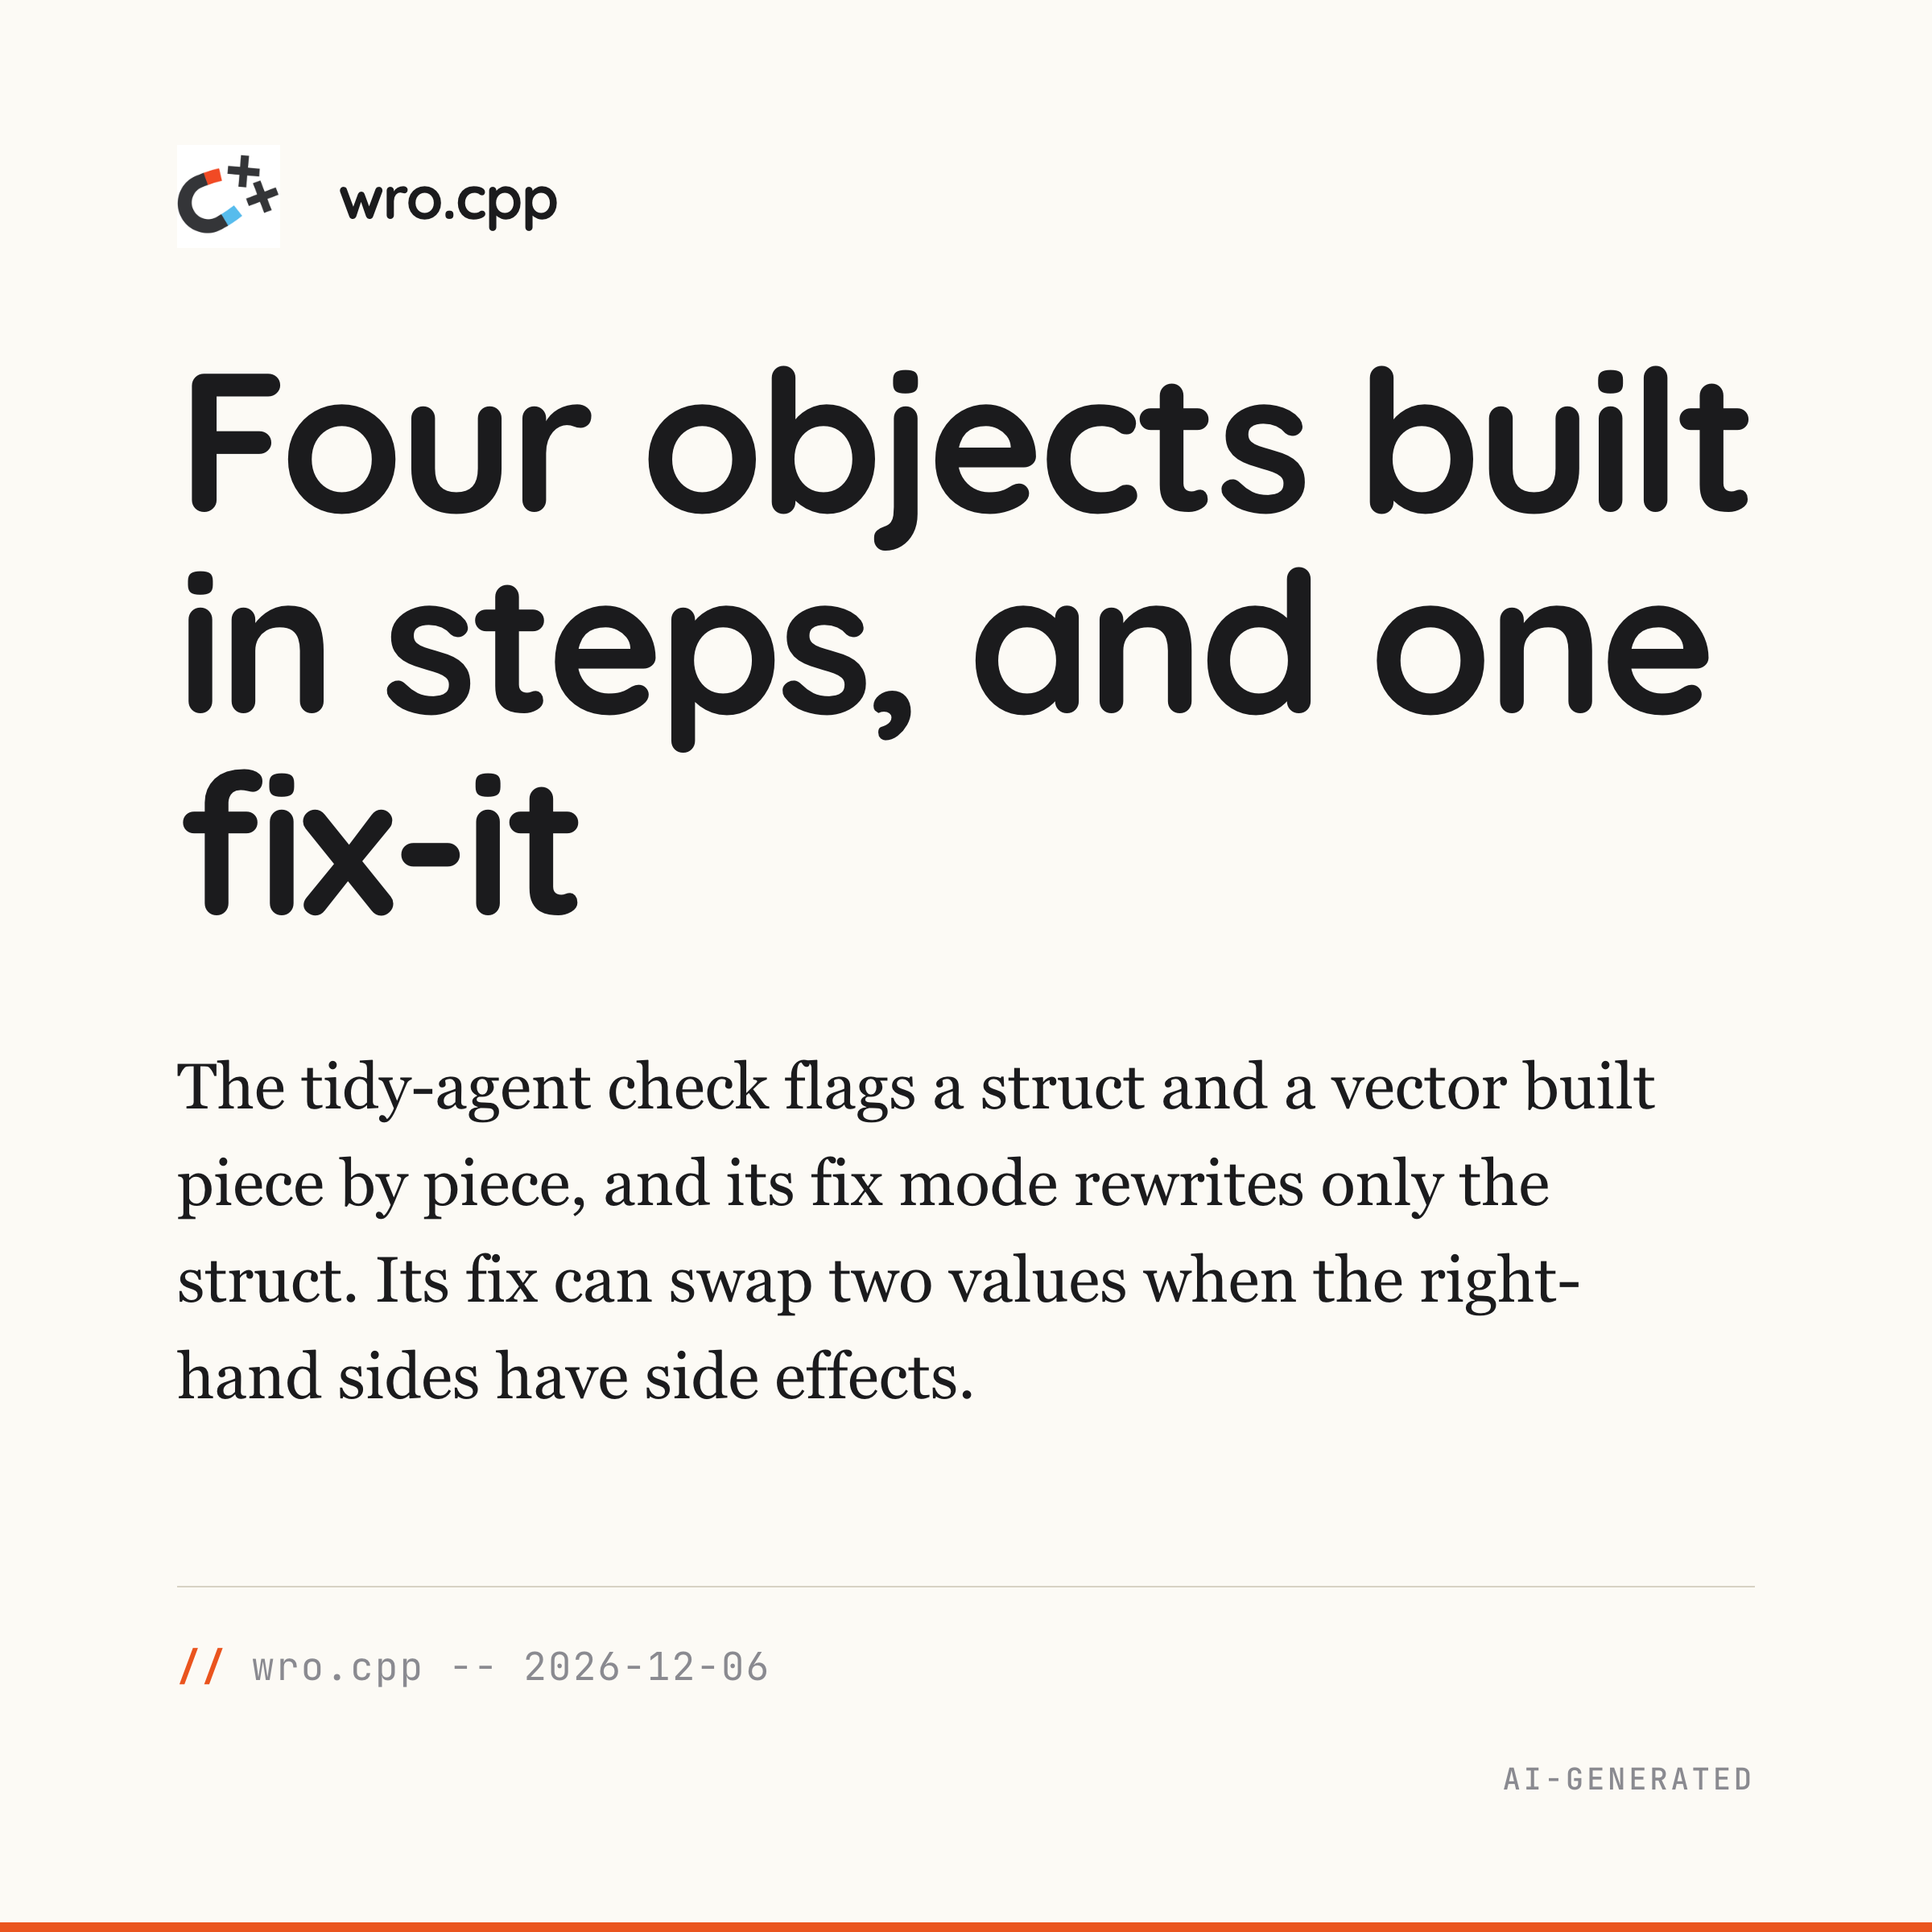 wro.cpp
Four objects built
in steps, and one
fix-it
The tidy-agent check flags a struct and a vector built
piece by piece, and its fix mode rewrites only the
struct. Its fix can swap two values when the right-
hand sides have side effects.
// wro.cpp -- 2026-12-06
AI-GENERATED